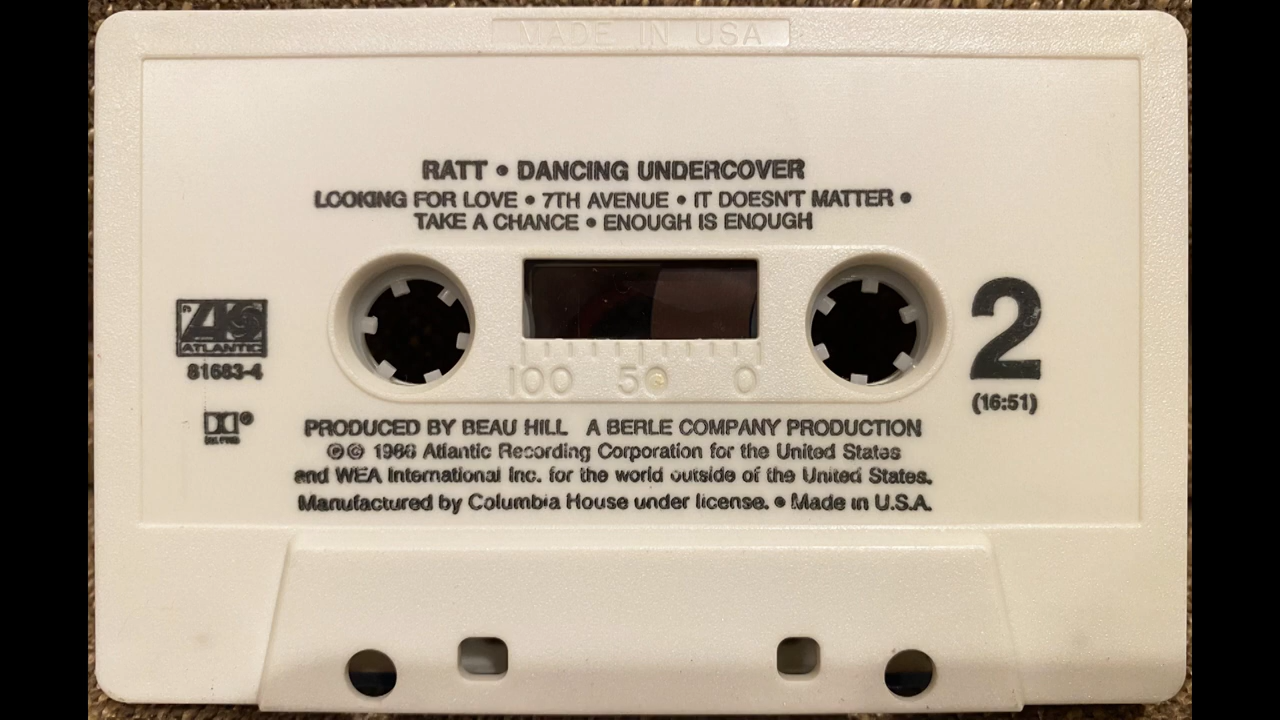 MADE IN USA
RATT • DANCING UNDERCOVER
LOOKING FOR LOVE • 7TH AVENUE • IT DOESN'T MATTER •
TAKE A CHANCE • ENOUGH IS ENOUGH
ATLANTIC
81683-4
2
(16:51)
100 50 0
PRODUCED BY BEAU HILL A BERLE COMPANY PRODUCTION
℗© 1986 Atlantic Recording Corporation for the United States
and WEA International Inc. for the world outside of the United States.
Manufactured by Columbia House under license. • Made in U.S.A.